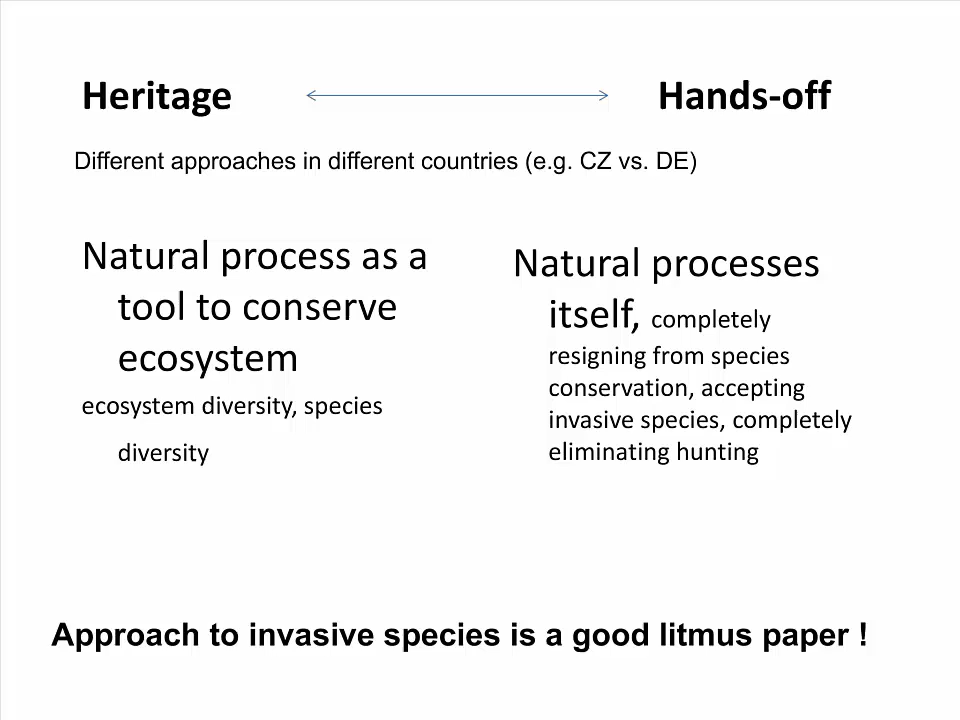 Heritage Hands-off
Different approaches in different countries (e.g. CZ vs. DE)
Natural process as a
tool to conserve
ecosystem
ecosystem diversity, species
diversity
Natural processes
itself, completely
resigning from species
conservation, accepting
invasive species, completely
eliminating hunting
Approach to invasive species is a good litmus paper !